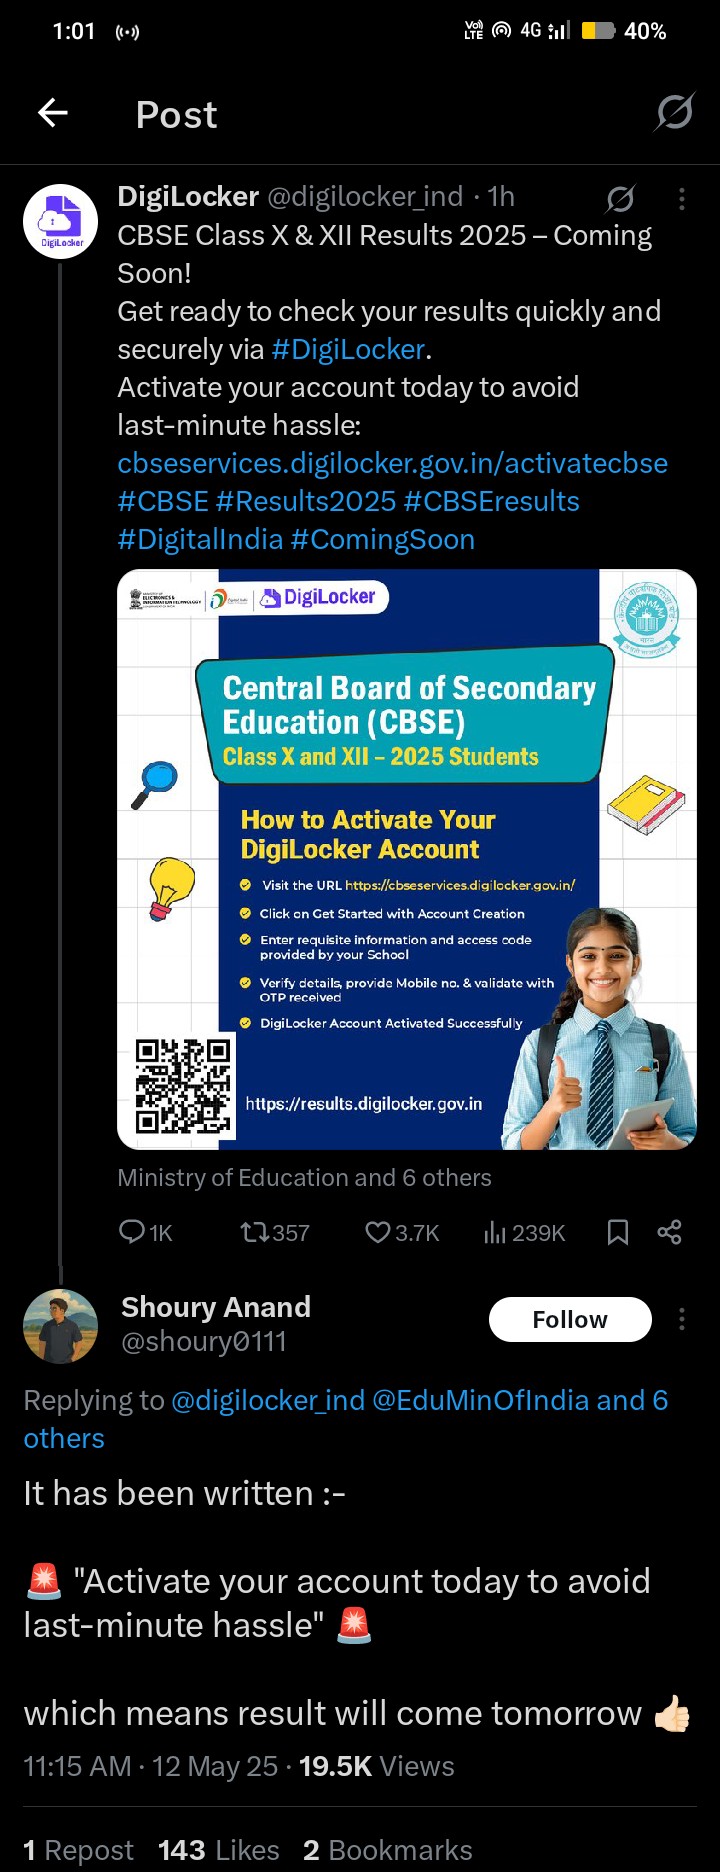 1:01
Vo)
LTE
4G
40%
Post
DigiLocker @digilocker_ind · 1h
CBSE Class X & XII Results 2025 – Coming
Soon!
Get ready to check your results quickly and
securely via #DigiLocker.
Activate your account today to avoid
last-minute hassle:
cbseservices.digilocker.gov.in/activatecbse
#CBSE #Results2025 #CBSEresults
#DigitalIndia #ComingSoon
DigiLocker
ELECTRONICS &
INFORMATION TECHNOLOGY
Digital India
DigiLocker
Central Board of Secondary
Education (CBSE)
Class X and XII – 2025 Students
How to Activate Your
DigiLocker Account
Visit the URL https://cbseservices.digilocker.gov.in/
Click on Get Started with Account Creation
Enter requisite information and access code
provided by your School
Verify details, provide Mobile no. & validate with
OTP received
DigiLocker Account Activated Successfully
https://results.digilocker.gov.in
भारत
Ministry of Education and 6 others
1K
357
3.7K
239K
Shoury Anand
@shoury0111
Follow
Replying to @digilocker_ind @EduMinOfIndia and 6
others
It has been written :-
🚨 "Activate your account today to avoid
last-minute hassle" 🚨
which means result will come tomorrow 👍🏻
11:15 AM · 12 May 25 · 19.5K Views
1 Repost 143 Likes 2 Bookmarks